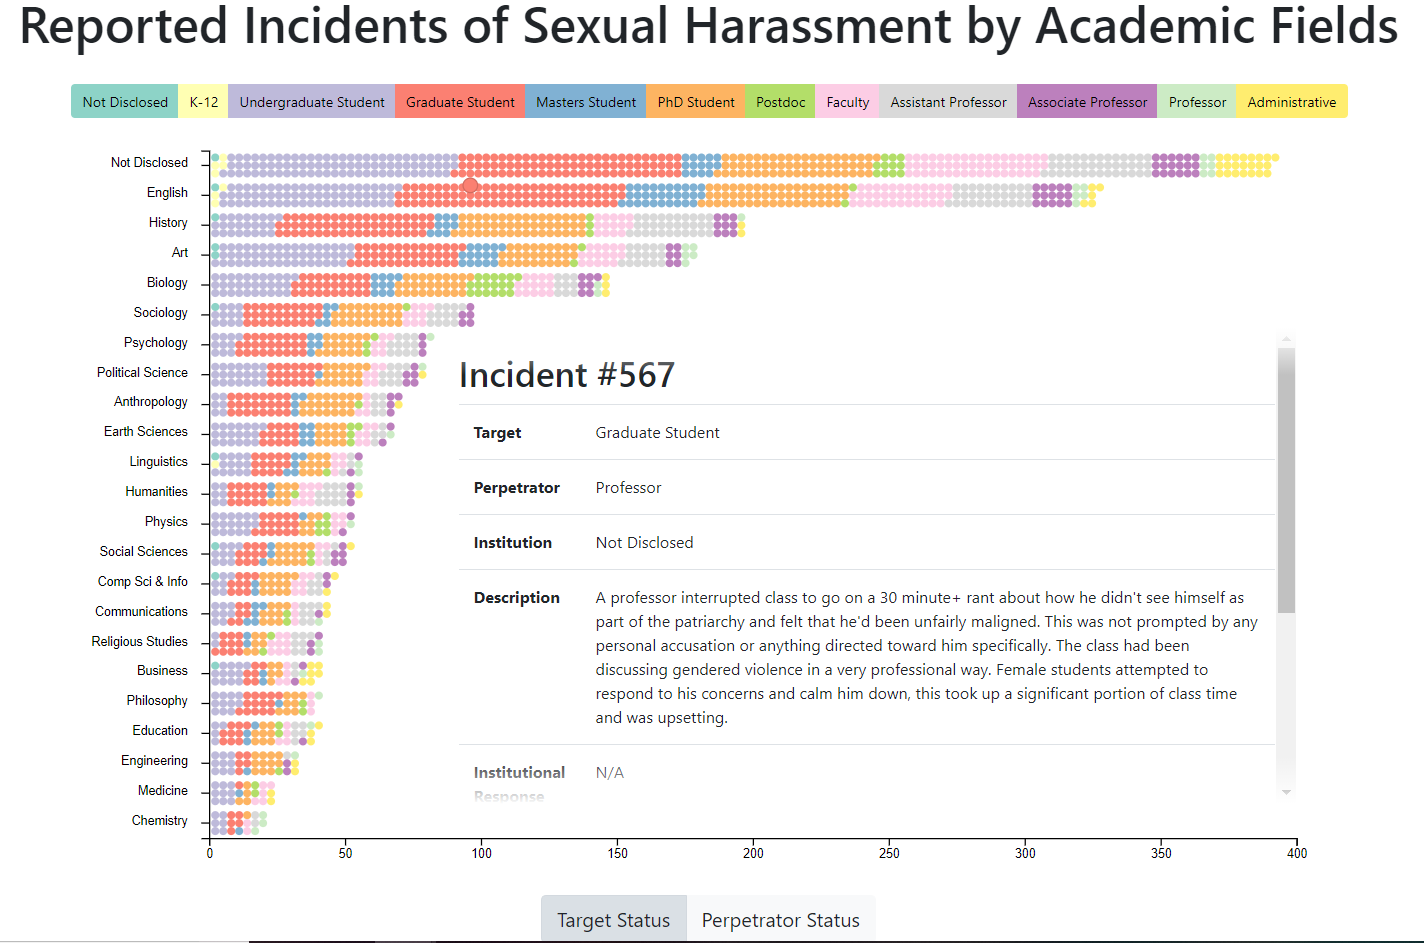 Reported Incidents of Sexual Harassment by Academic Fields
Not Disclosed K-12 Undergraduate Student Graduate Student Masters Student PhD Student Postdoc Faculty Assistant Professor Associate Professor Professor Administrative
Not Disclosed
English
History
Art
Biology
Sociology
Psychology
Political Science
Anthropology
Earth Sciences
Linguistics
Humanities
Physics
Social Sciences
Comp Sci & Info
Communications
Religious Studies
Business
Philosophy
Education
Engineering
Medicine
Chemistry
Incident #567
Target Graduate Student
Perpetrator Professor
Institution Not Disclosed
Description A professor interrupted class to go on a 30 minute+ rant about how he didn't see himself as
part of the patriarchy and felt that he'd been unfairly maligned. This was not prompted by any
personal accusation or anything directed toward him specifically. The class had been
discussing gendered violence in a very professional way. Female students attempted to
respond to his concerns and calm him down, this took up a significant portion of class time
and was upsetting.
Institutional N/A
Response
0 50 100 150 200 250 300 350 400
Target Status Perpetrator Status